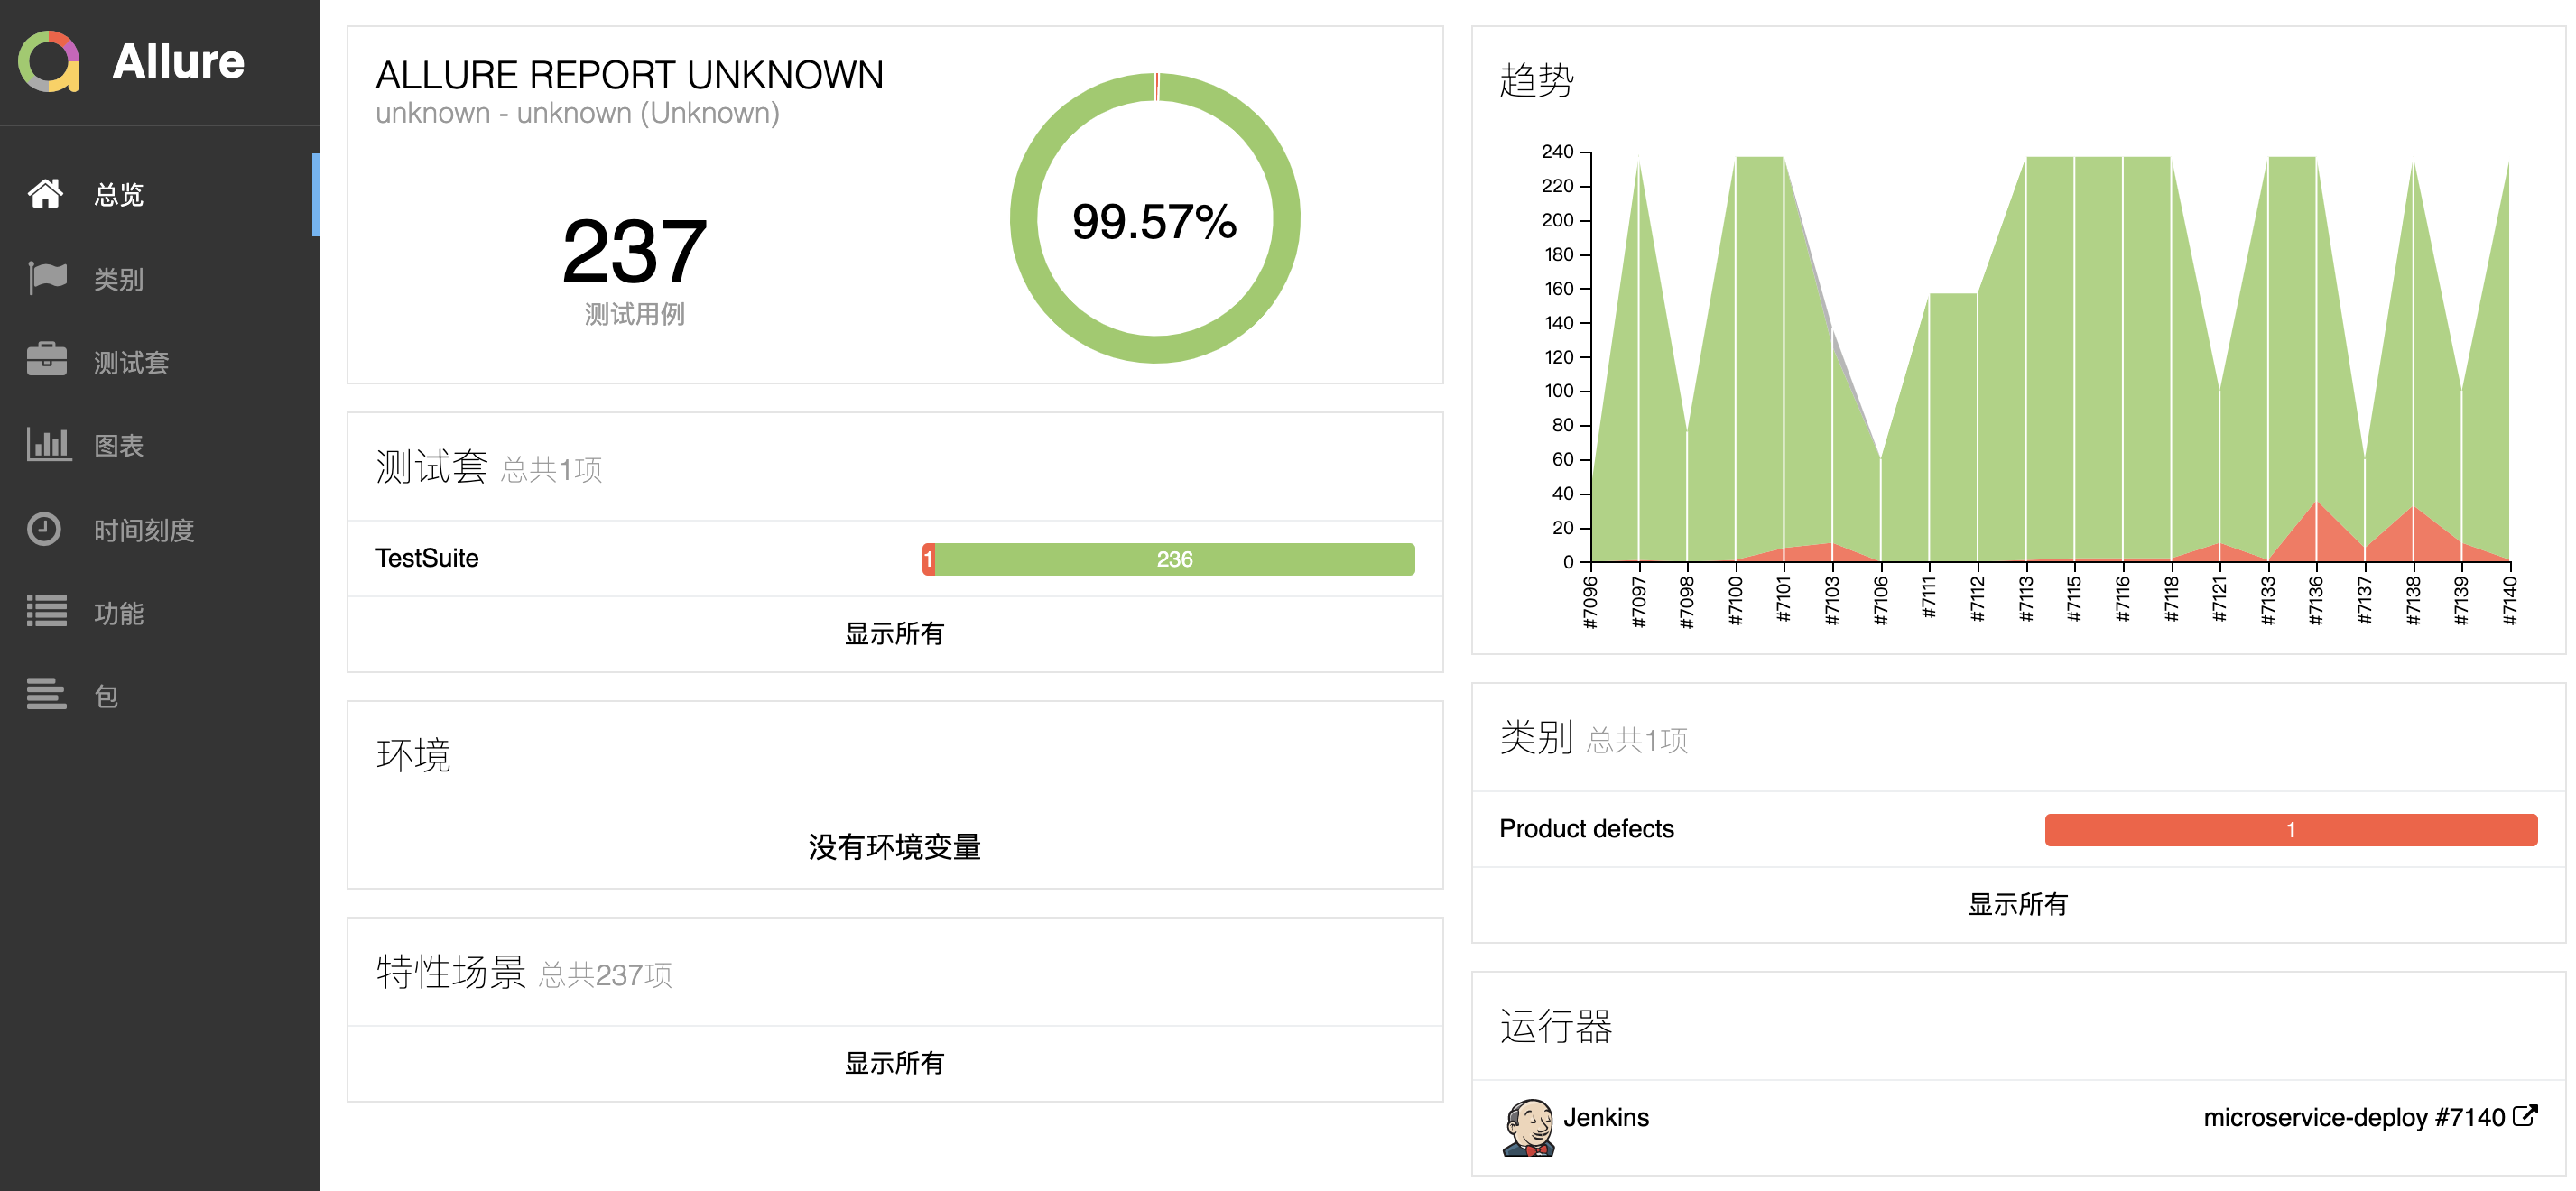 Allure
总览
类别
测试套
图表
时间刻度
功能
包
ALLURE REPORT UNKNOWN
unknown - unknown (Unknown)
237
测试用例
99.57%
测试套 总共1项
TestSuite
1
236
显示所有
环境
没有环境变量
特性场景 总共237项
显示所有
趋势
240
220
200
180
160
140
120
100
80
60
40
20
0
#7096
#7097
#7098
#7100
#7101
#7103
#7106
#7111
#7112
#7113
#7115
#7116
#7118
#7121
#7133
#7136
#7137
#7138
#7139
#7140
类别 总共1项
Product defects
1
显示所有
运行器
Jenkins
microservice-deploy #7140